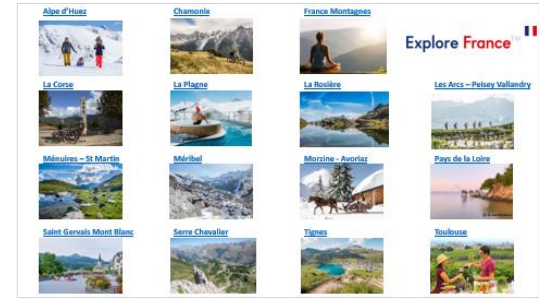 Alpe d'Huez
Chamonix
France Montagnes
Explore France™
La Corse
La Plagne
La Rosière
Les Arcs – Peisey Vallandry
Ménuires – St Martin
Méribel
Morzine - Avoriaz
Pays de la Loire
Saint Gervais Mont Blanc
Serre Chevalier
Tignes
Toulouse